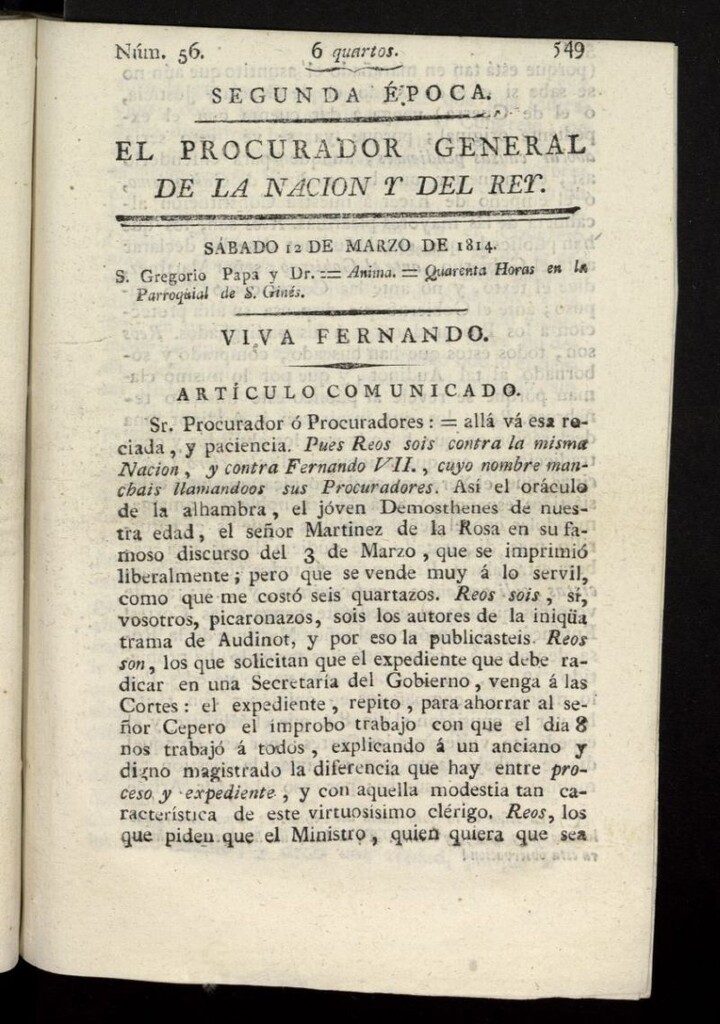 Núm. 56. 6 quartos. 549
SEGUNDA ÉPOCA.
EL PROCURADOR GENERAL
DE LA NACION Y DEL REY.
SÁBADO 12 DE MARZO DE 1814.
S. Gregorio Papa y Dr. == Anima. = Quarenta Horas en la
Parroquial de S. Ginés.
VIVA FERNANDO.
ARTÍCULO COMUNICADO.
Sr. Procurador ó Procuradores : = allá vá esa ro-
ciada, y paciencia. Pues Reos sois contra la misma
Nacion, y contra Fernando VII., cuyo nombre man-
chais llamandoos sus Procuradores. Así el oráculo
de la alhambra, el jóven Demosthenes de nues-
tra edad, el señor Martinez de la Rosa en su fa-
moso discurso del 3 de Marzo, que se imprimió
liberalmente; pero que se vende muy á lo servil,
como que me costó seis quartazos. Reos sois, sí,
vosotros, picaronazos, sois los autores de la iniqüa
trama de Audinot, y por eso la publicasteis. Reos
son, los que solicitan que el expediente que debe ra-
dicar en una Secretaría del Gobierno, venga á las
Cortes: el expediente, repito, para ahorrar al se-
ñor Cepero el improbo trabajo con que el dia 8
nos trabajó á todos, explicando á un anciano y
digno magistrado la diferencia que hay entre pro-
ceso y expediente, y con aquella modestia tan ca-
racterística de este virtuosisimo clérigo. Reos, los
que piden que el Ministro, quien quiera que sea